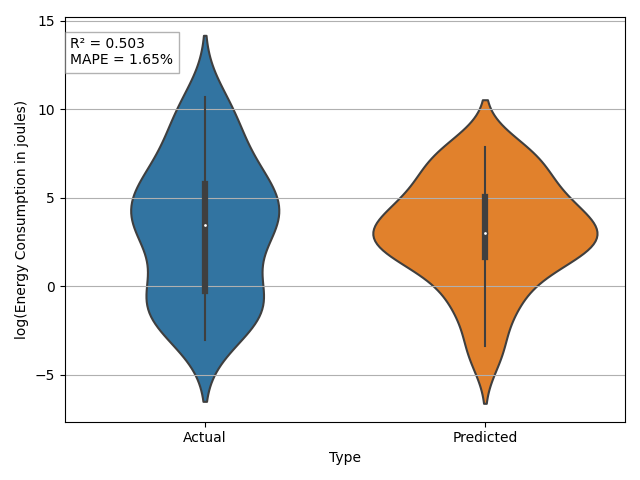 R² = 0.503
MAPE = 1.65%
15
10
5
0
−5
log(Energy Consumption in joules)
Actual
Predicted
Type